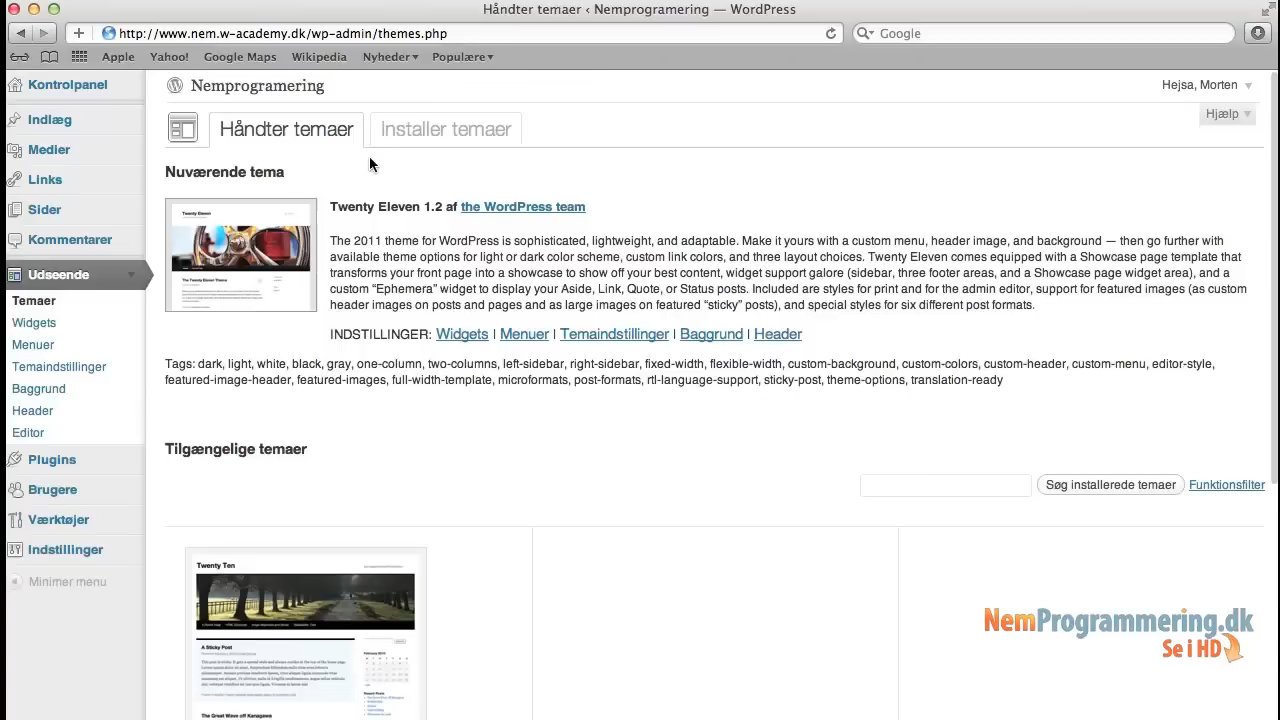 Håndter temaer ‹ Nemprogramering — WordPress
http://www.nem.w-academy.dk/wp-admin/themes.php
Google
Apple Yahoo! Google Maps Wikipedia Nyheder▾ Populære▾
Kontrolpanel
Indlæg
Medier
Links
Sider
Kommentarer
Udseende
Temaer
Widgets
Menuer
Temaindstillinger
Baggrund
Header
Editor
Plugins
Brugere
Værktøjer
Indstillinger
Minimer menu
Nemprogramering
Hejsa, Morten
Hjælp
Håndter temaer
Installer temaer
Nuværende tema
Twenty Eleven
Twenty Eleven 1.2 af the WordPress team
The 2011 theme for WordPress is sophisticated, lightweight, and adaptable. Make it yours with a custom menu, header image, and background — then go further with
available theme options for light or dark color scheme, custom link colors, and three layout choices. Twenty Eleven comes equipped with a Showcase page template that
transforms your front page into a showcase to show off your best content, widget support galore (sidebar, three footer areas, and a Showcase page widget area), and a
custom “Ephemera” widget to display your Aside, Link, Quote, or Status posts. Included are styles for print and the admin editor, support for featured images (as custom
header images on posts and pages and as large images on featured “sticky” posts), and special styles for six different post formats.
INDSTILLINGER: Widgets | Menuer | Temaindstillinger | Baggrund | Header
Tags: dark, light, white, black, gray, one-column, two-columns, left-sidebar, right-sidebar, fixed-width, flexible-width, custom-background, custom-colors, custom-header, custom-menu, editor-style,
featured-image-header, featured-images, full-width-template, microformats, post-formats, rtl-language-support, sticky-post, theme-options, translation-ready
Tilgængelige temaer
Søg installerede temaer
Funktionsfilter
Twenty Ten
A Sticky Post
Recent Posts
The Great Wave off Kanagawa
NemProgrammering.dk
Se i HD